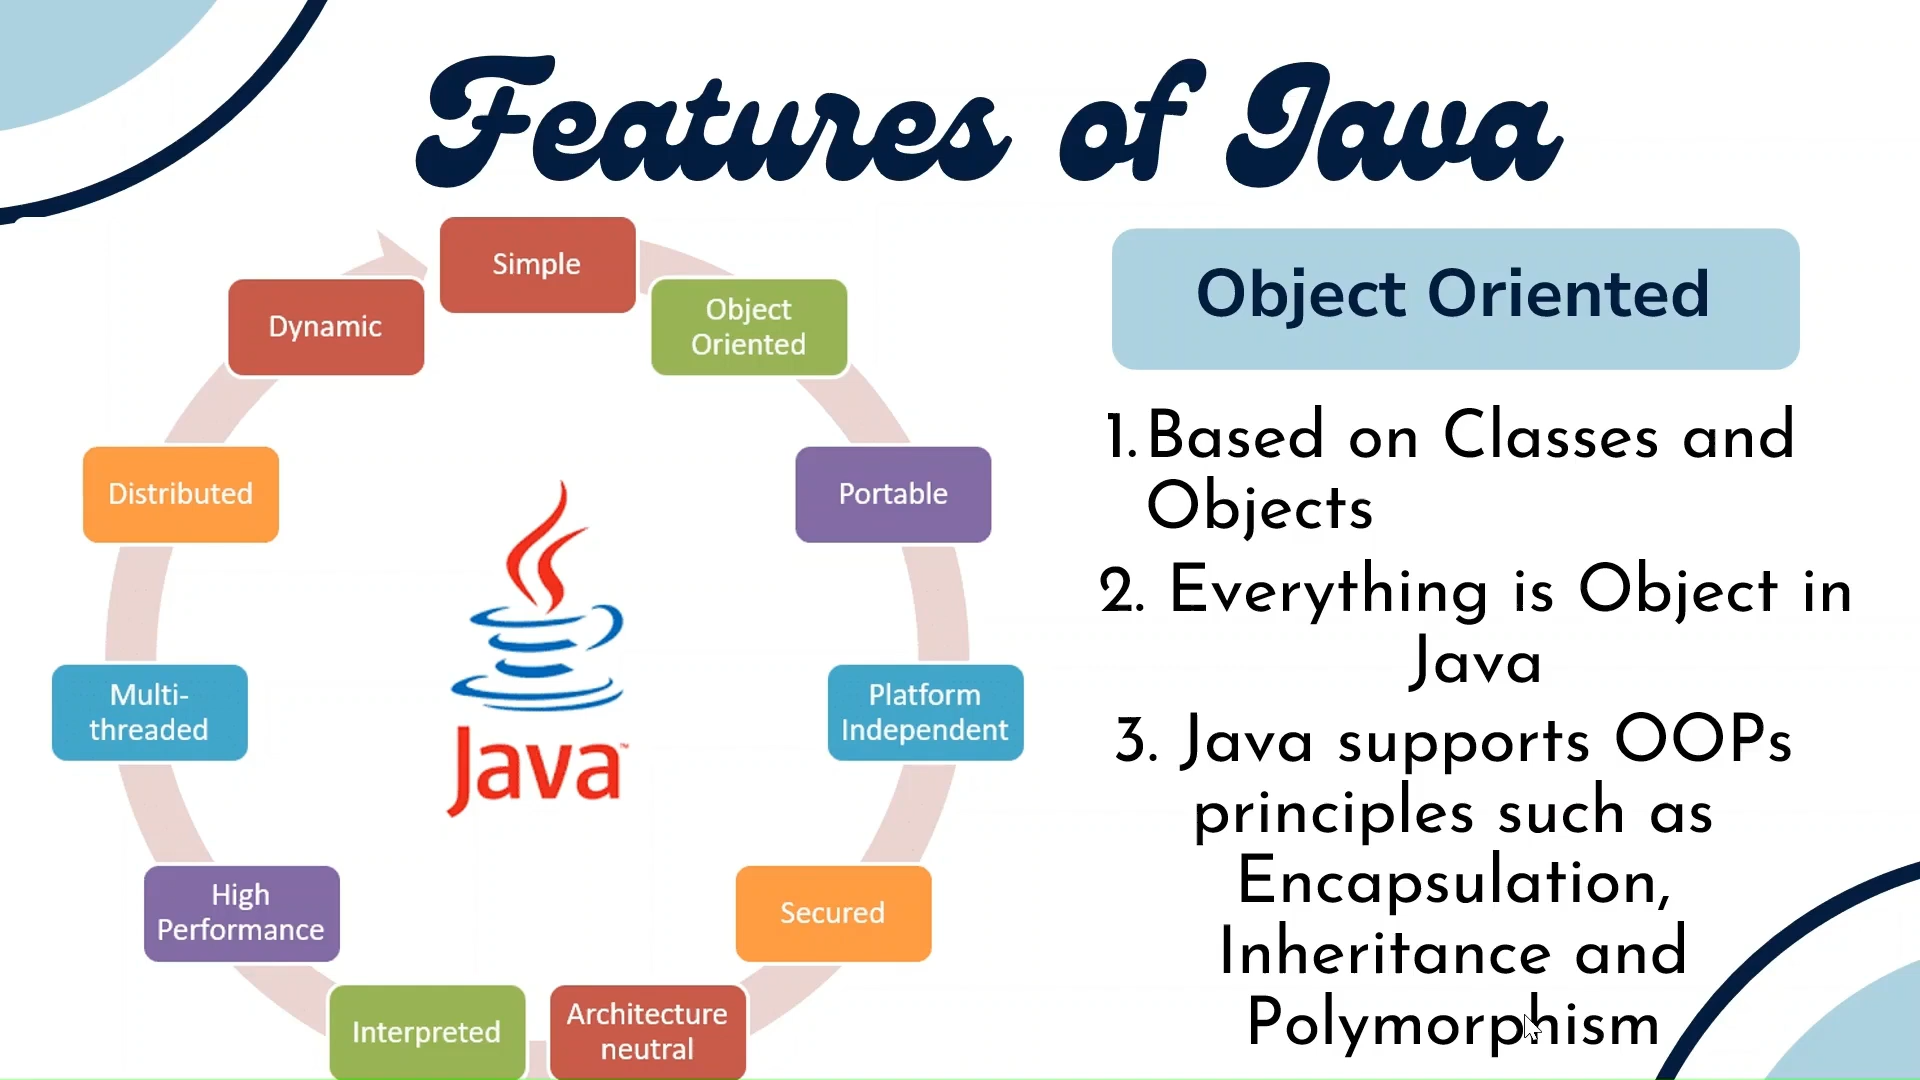 Features of Java
Simple
Object
Oriented
Portable
Platform
Independent
Secured
Architecture
neutral
Interpreted
High
Performance
Multi-
threaded
Distributed
Dynamic
Java™
Object Oriented
1. Based on Classes and
Objects
2. Everything is Object in
Java
3. Java supports OOPs
principles such as
Encapsulation,
Inheritance and
Polymorphism